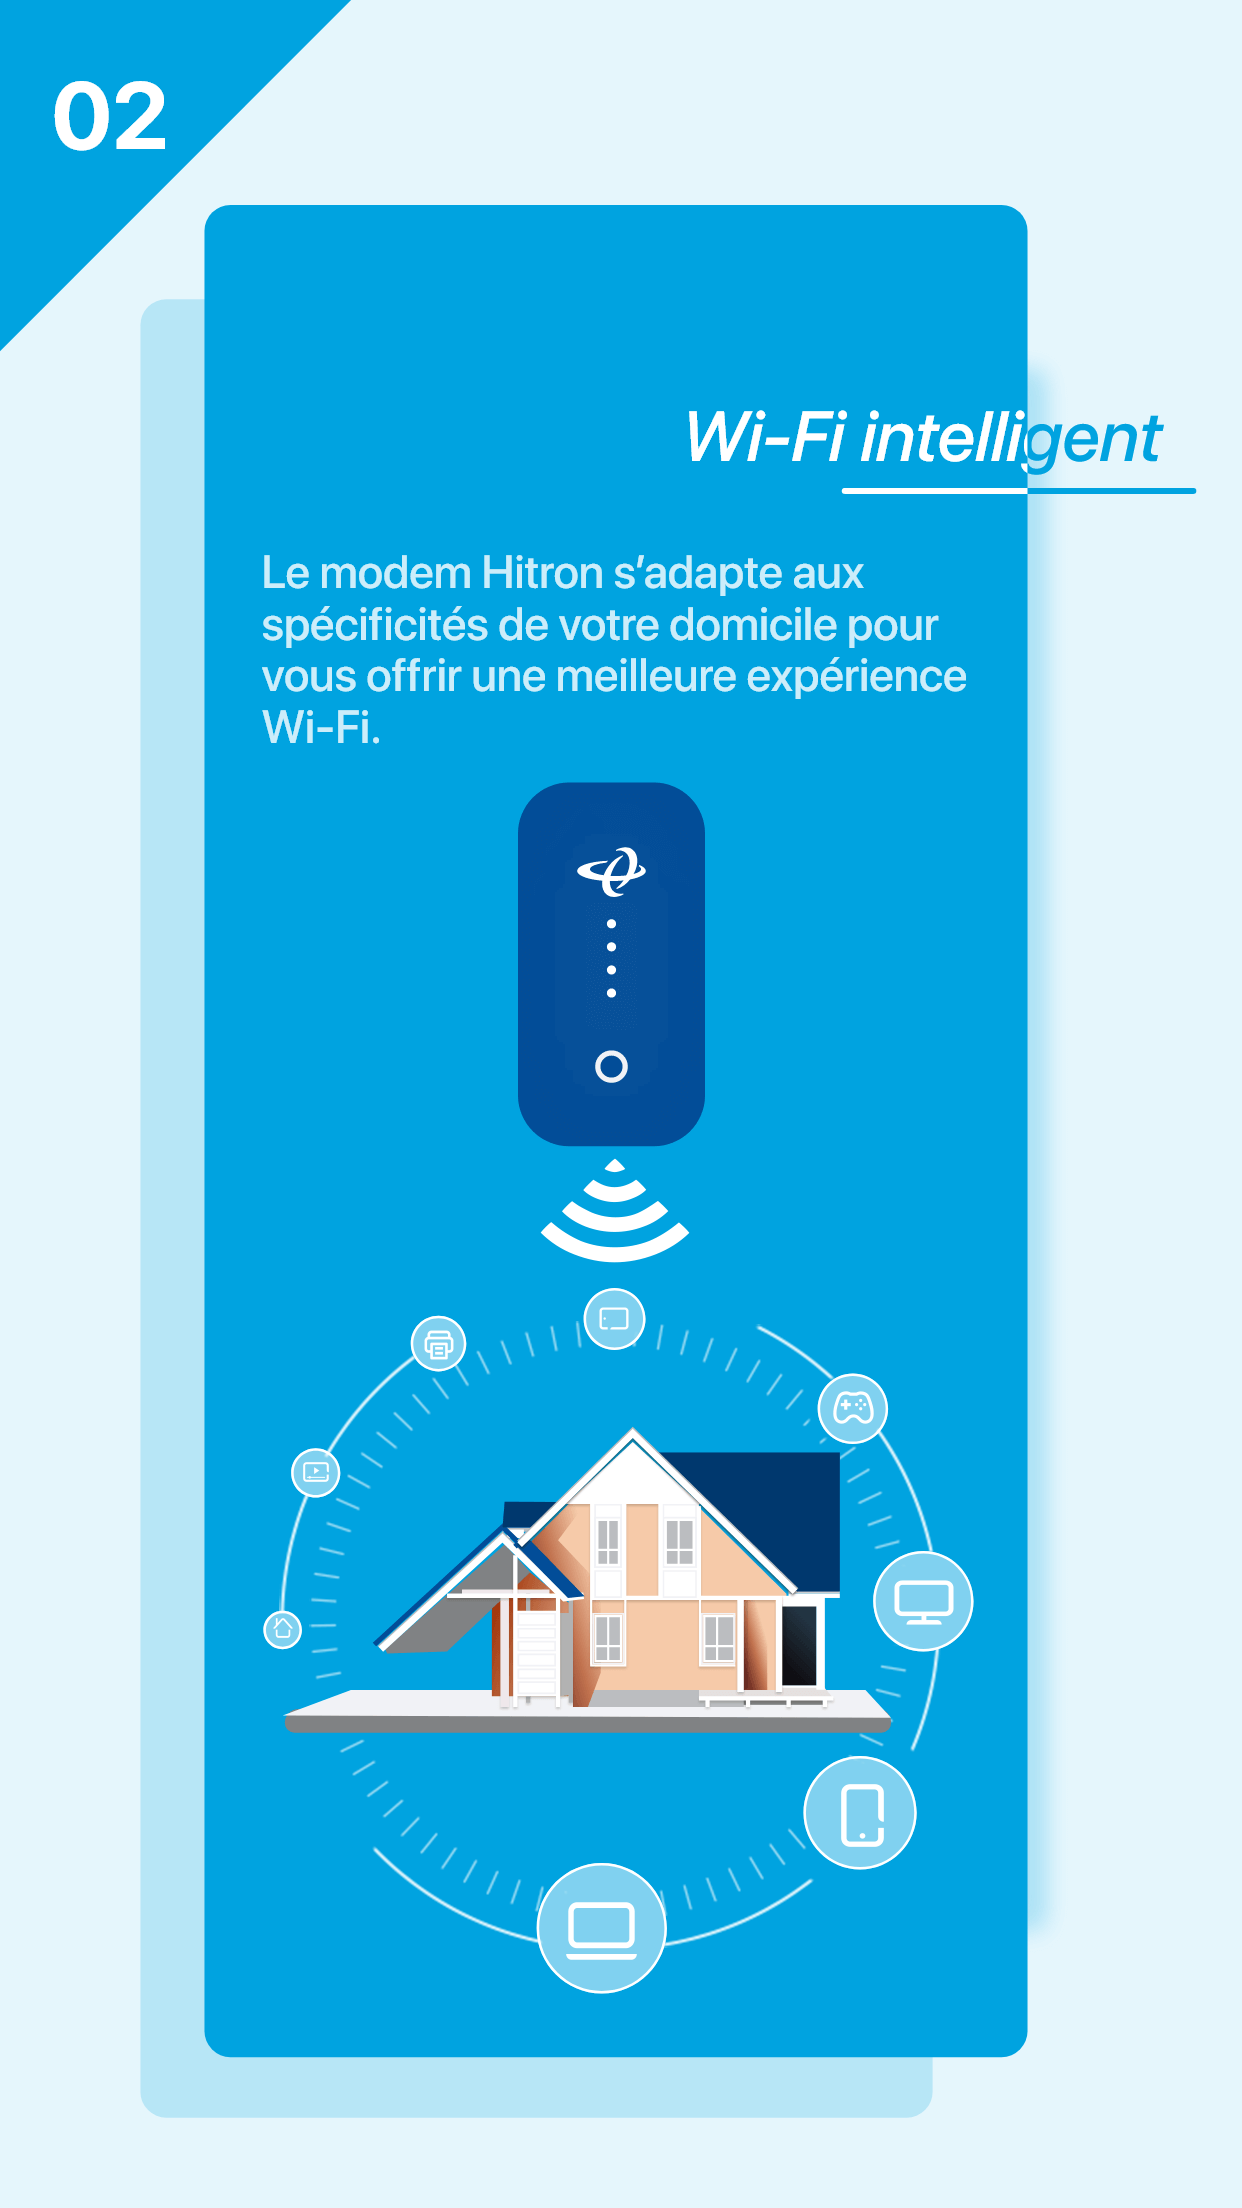 02
Wi-Fi intelligent
Le modem Hitron s’adapte aux
spécificités de votre domicile pour
vous offrir une meilleure expérience
Wi-Fi.